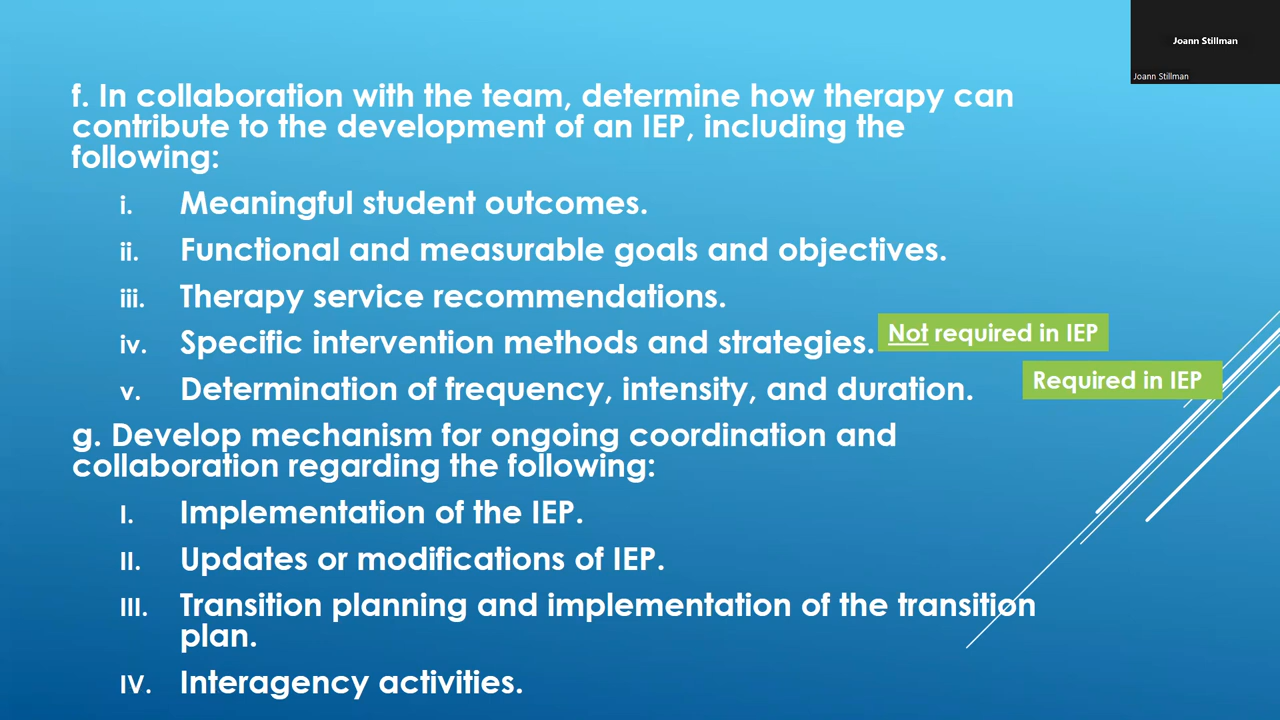 Joann Stillman
Joann Stillman
f. In collaboration with the team, determine how therapy can
contribute to the development of an IEP, including the
following:
i. Meaningful student outcomes.
ii. Functional and measurable goals and objectives.
iii. Therapy service recommendations.
iv. Specific intervention methods and strategies.
Not required in IEP
v. Determination of frequency, intensity, and duration.
Required in IEP
g. Develop mechanism for ongoing coordination and
collaboration regarding the following:
I. Implementation of the IEP.
II. Updates or modifications of IEP.
III. Transition planning and implementation of the transition
plan.
IV. Interagency activities.